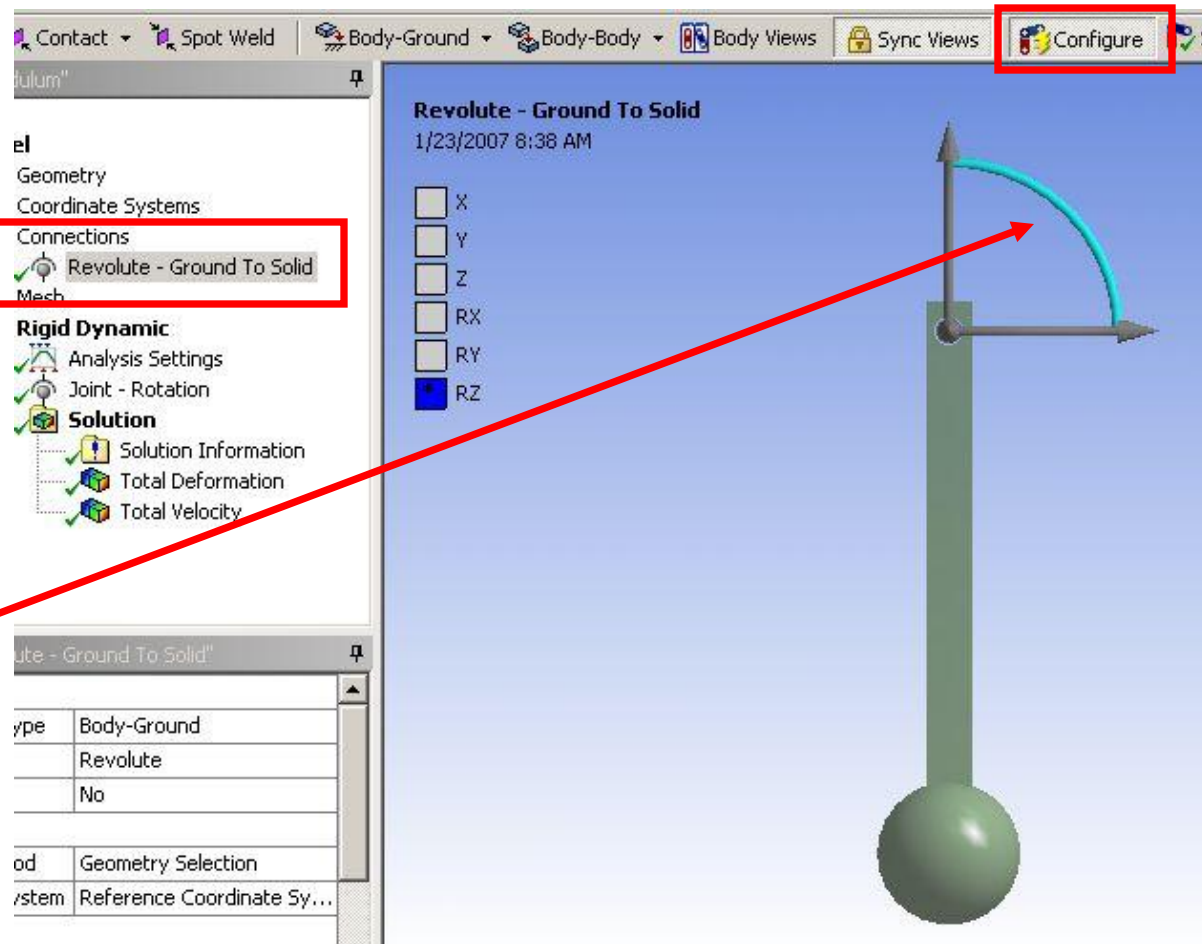 Contact Spot Weld Body-Ground Body-Body Body Views Sync Views Configure
dulum"
el
Geometry
Coordinate Systems
Connections
Revolute - Ground To Solid
Mesh
Rigid Dynamic
Analysis Settings
Joint - Rotation
Solution
Solution Information
Total Deformation
Total Velocity
ute - Ground To Solid"
ype Body-Ground
Revolute
No
od Geometry Selection
ystem Reference Coordinate Sy...
Revolute - Ground To Solid
1/23/2007 8:38 AM
X
Y
Z
RX
RY
RZ